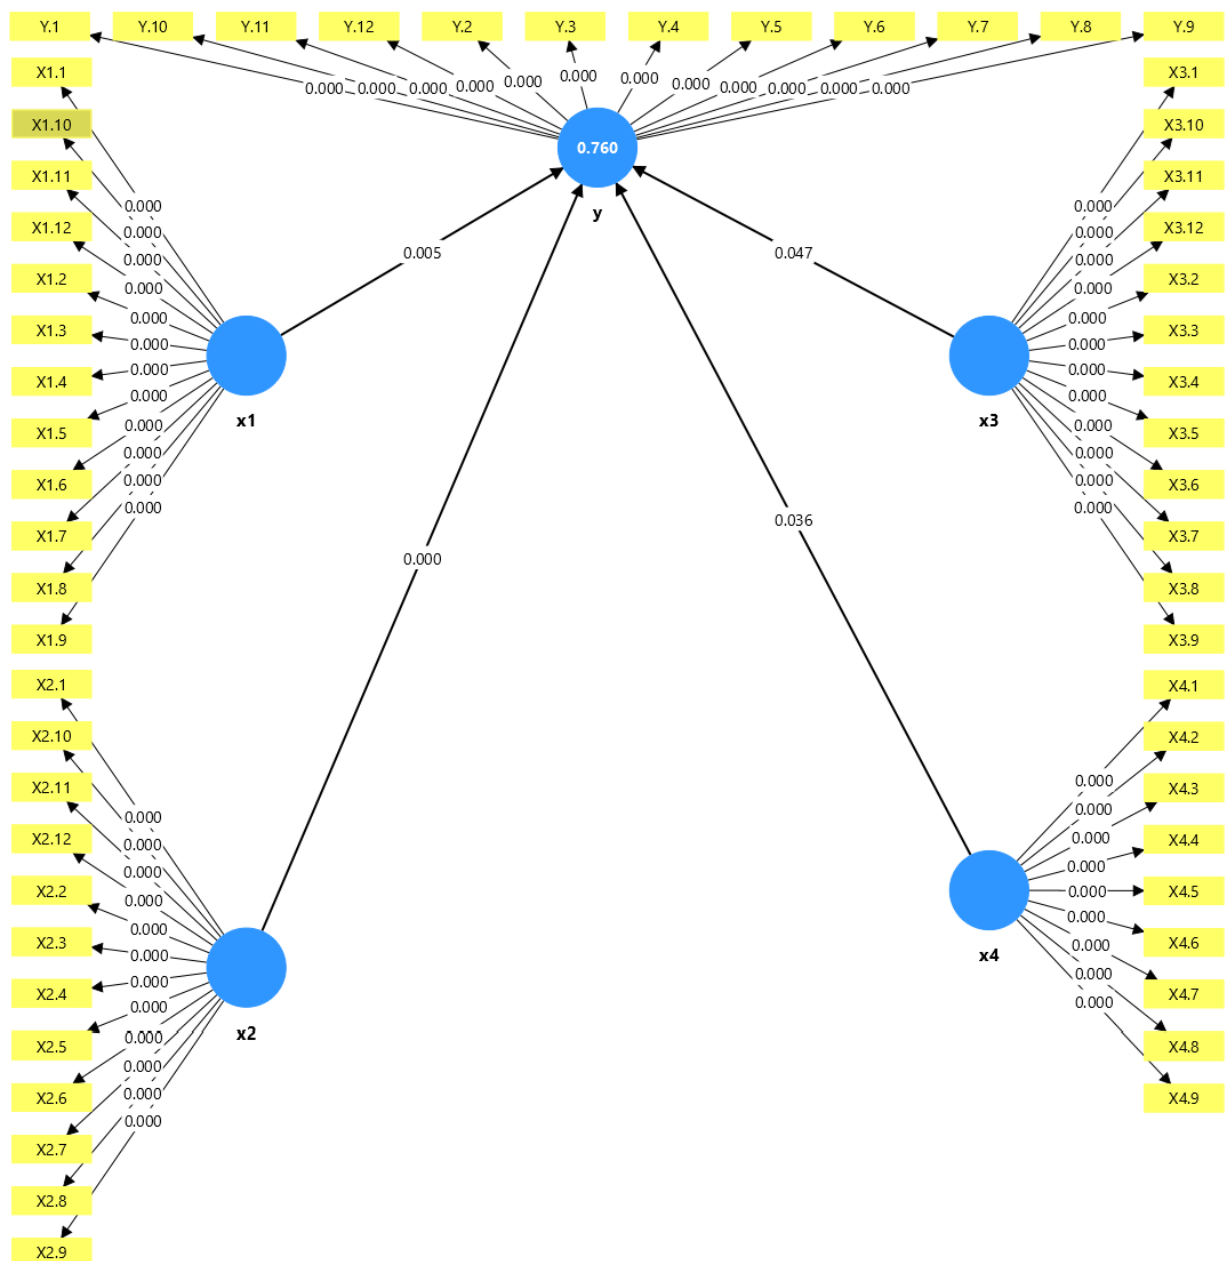 Y.1 Y.10 Y.11 Y.12 Y.2 Y.3 Y.4 Y.5 Y.6 Y.7 Y.8 Y.9
0.000 0.000 0.000 0.000 0.000 0.000 0.000 0.000 0.000 0.000 0.000 0.000
0.760
y
X1.1
X1.10
X1.11
X1.12
X1.2
X1.3
X1.4
X1.5
X1.6
X1.7
X1.8
X1.9
0.000
0.000
0.000
0.000
0.000
0.000
0.000
0.000
0.000
0.000
0.000
0.000
x1
0.005
0.047
X3.1
X3.10
X3.11
X3.12
X3.2
X3.3
X3.4
X3.5
X3.6
X3.7
X3.8
X3.9
0.000
0.000
0.000
0.000
0.000
0.000
0.000
0.000
0.000
0.000
0.000
0.000
x3
0.000
0.036
X2.1
X2.10
X2.11
X2.12
X2.2
X2.3
X2.4
X2.5
X2.6
X2.7
X2.8
X2.9
0.000
0.000
0.000
0.000
0.000
0.000
0.000
0.000
0.000
0.000
0.000
0.000
x2
X4.1
X4.2
X4.3
X4.4
X4.5
X4.6
X4.7
X4.8
X4.9
0.000
0.000
0.000
0.000
0.000
0.000
0.000
0.000
0.000
x4